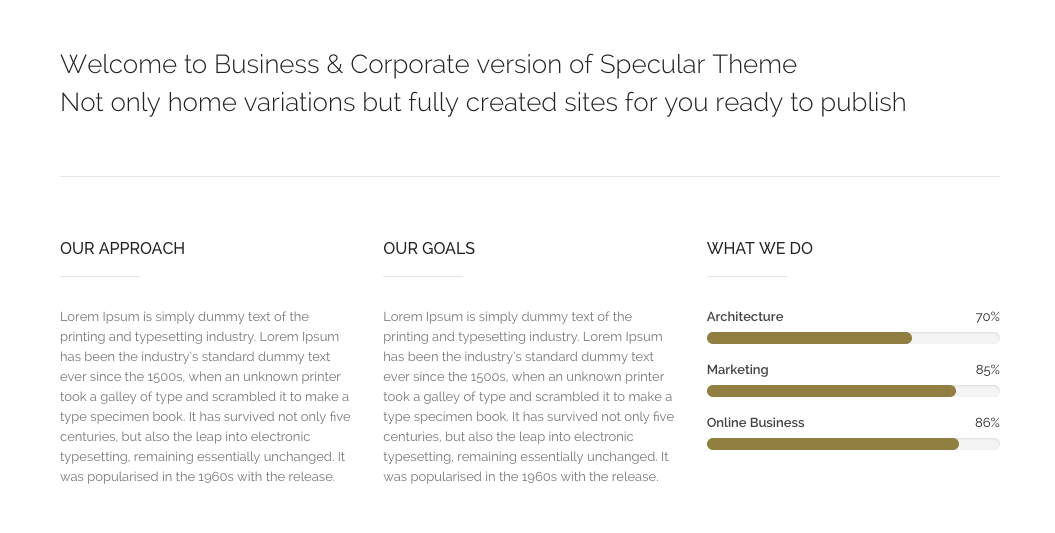 Welcome to Business & Corporate version of Specular Theme
Not only home variations but fully created sites for you ready to publish
OUR APPROACH
Lorem Ipsum is simply dummy text of the
printing and typesetting industry. Lorem Ipsum
has been the industry's standard dummy text
ever since the 1500s, when an unknown printer
took a galley of type and scrambled it to make a
type specimen book. It has survived not only five
centuries, but also the leap into electronic
typesetting, remaining essentially unchanged. It
was popularised in the 1960s with the release.
OUR GOALS
Lorem Ipsum is simply dummy text of the
printing and typesetting industry. Lorem Ipsum
has been the industry's standard dummy text
ever since the 1500s, when an unknown printer
took a galley of type and scrambled it to make a
type specimen book. It has survived not only five
centuries, but also the leap into electronic
typesetting, remaining essentially unchanged. It
was popularised in the 1960s with the release.
WHAT WE DO
Architecture 70%
Marketing 85%
Online Business 86%